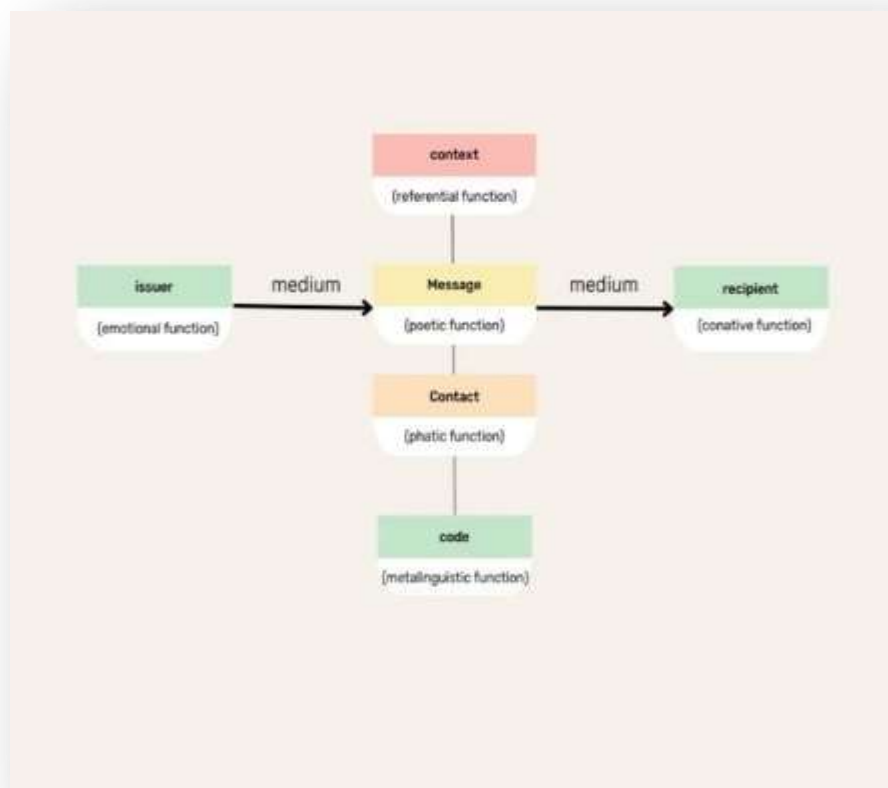 context
(referential function)
issuer
medium
Message
medium
recipient
(emotional function)
(poetic function)
(conative function)
Contact
(phatic function)
code
(metalinguistic function)